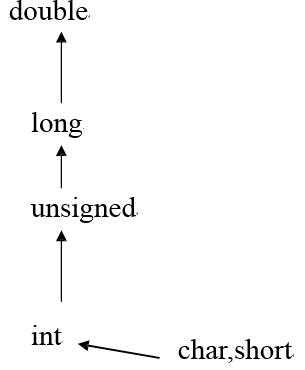 double
long
unsigned
int
char,short